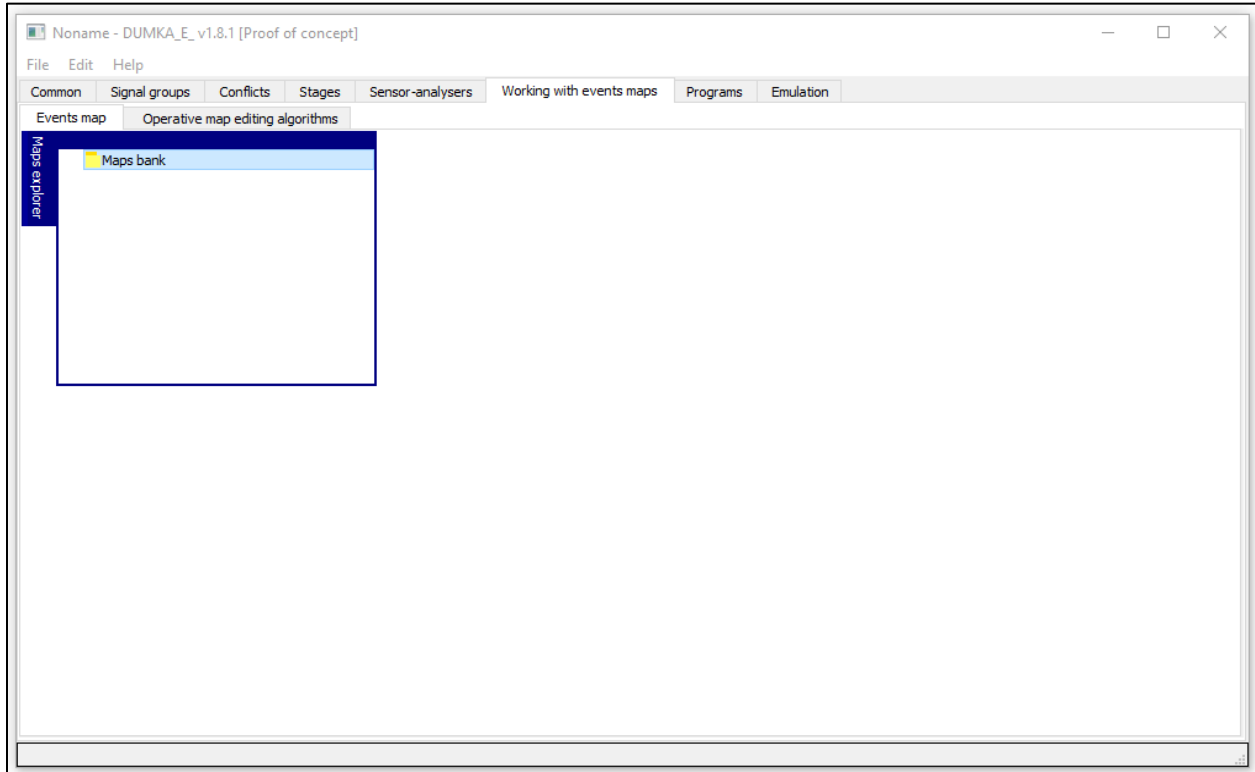 Noname - DUMKA_E_ v1.8.1 [Proof of concept]
File Edit Help
Common Signal groups Conflicts Stages Sensor-analysers Working with events maps Programs Emulation
Events map Operative map editing algorithms
Maps explorer
Maps bank